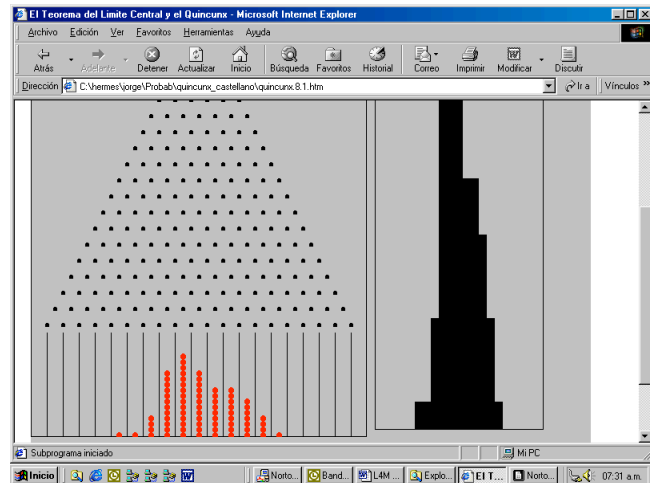 El Teorema del Limite Central y el Quincunx - Microsoft Internet Explorer
Archivo Edición Ver Favoritos Herramientas Ayuda
Atrás Adelante Detener Actualizar Inicio Búsqueda Favoritos Historial Correo Imprimir Modificar Discutir
Dirección C:\hermes\jorge\Probab\quincunx_castellano\quincunx.8.1.htm Ir a Vínculos »
Subprograma iniciado Mi PC
Inicio Norto... Band... L4M ... Explo... El T... Norto... 07:31 a.m.